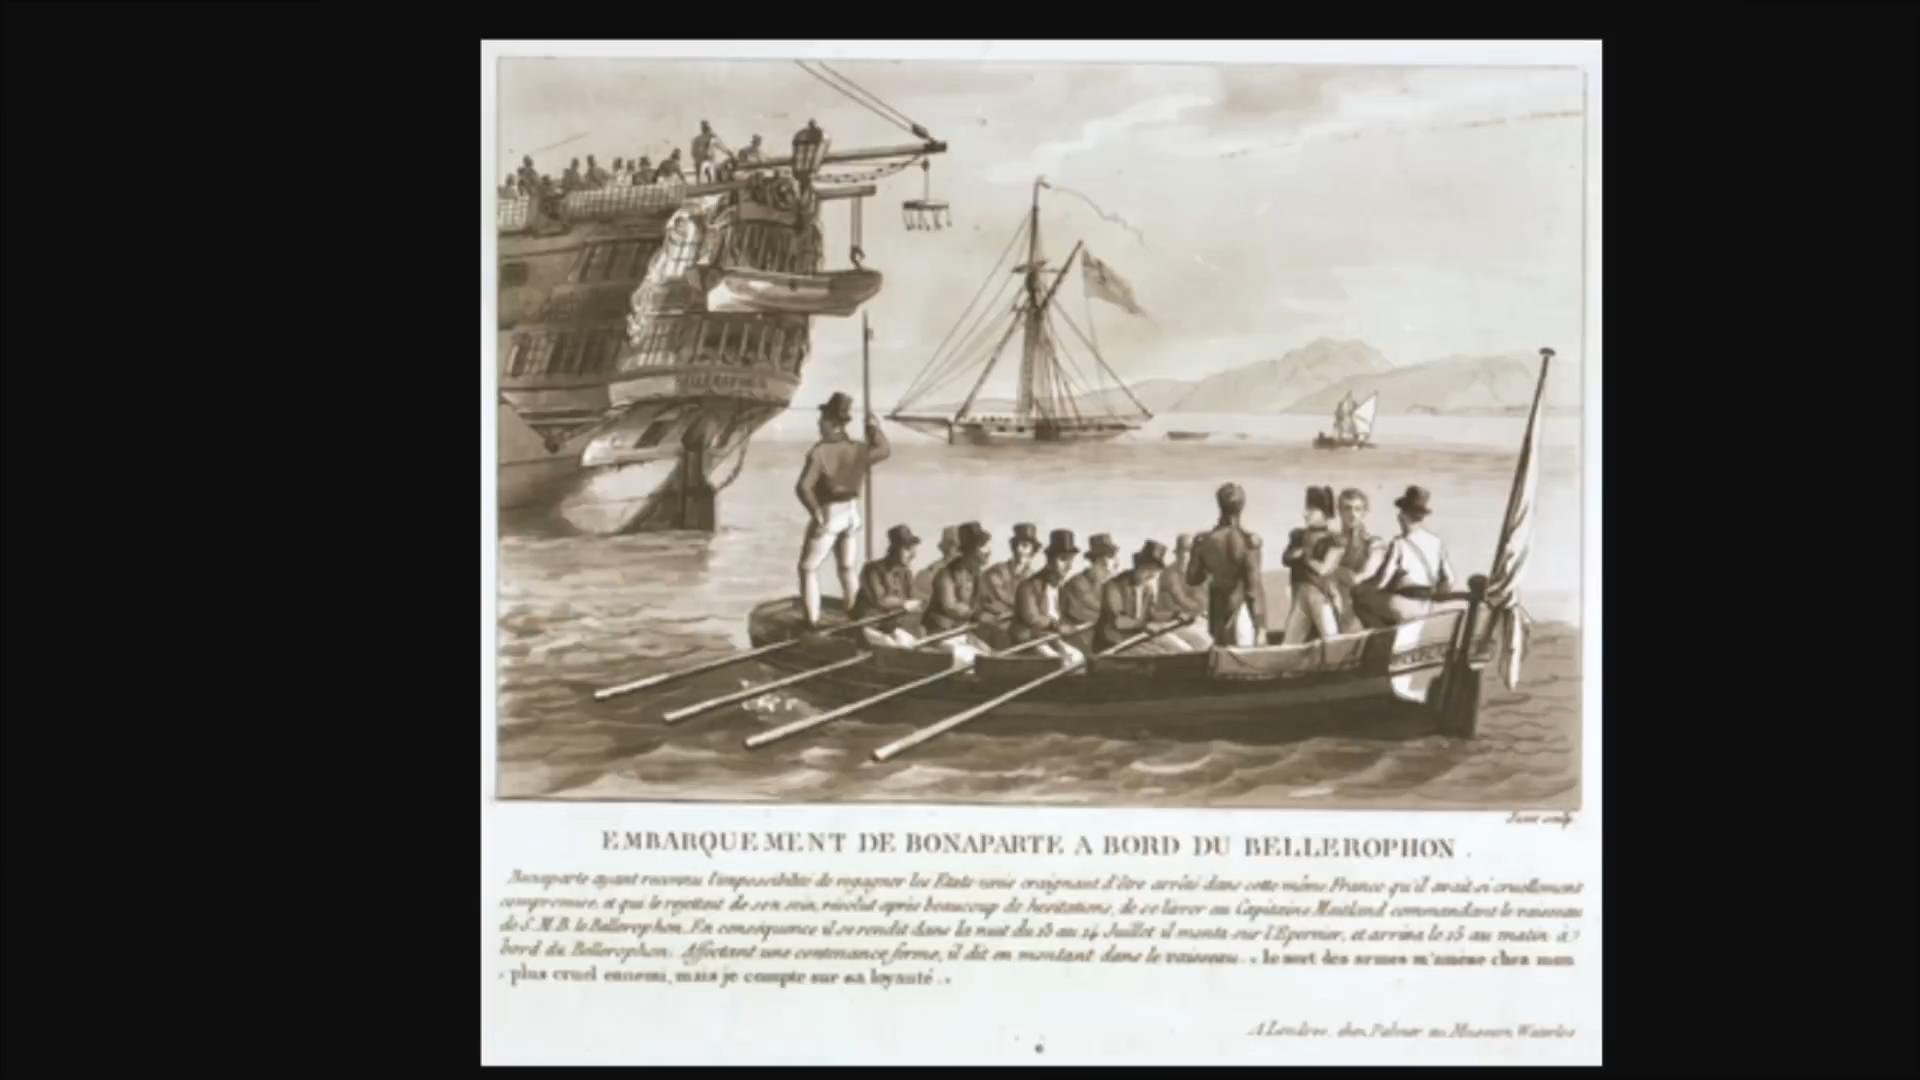 BELLEROPHON
Janet sculp.
EMBARQUEMENT DE BONAPARTE A BORD DU BELLEROPHON .
Buonaparte ayant reconnu l'impossibilité de regagner les Etats-unis craignant d'être arrêté dans cette même France qu'il avait si cruellement
compromise, et qui le rejettait de son sein, résolut après beaucoup de hesitations, de se livrer au Capitaine Maitland commandant le vaisseau
de S. M. B. le Bellerophon. En conséquence il se rendit dans la nuit du 13 au 14 Juillet il monta sur l'Epervier, et arriva le 15 au matin à
bord du Bellerophon. Affectant une contenance ferme, il dit en montant dans le vaisseau. « le sort des armes m'amène chez mon
« plus cruel ennemi, mais je compte sur sa loyauté. »
A Londres, chez Palmer au Museum Waterloo